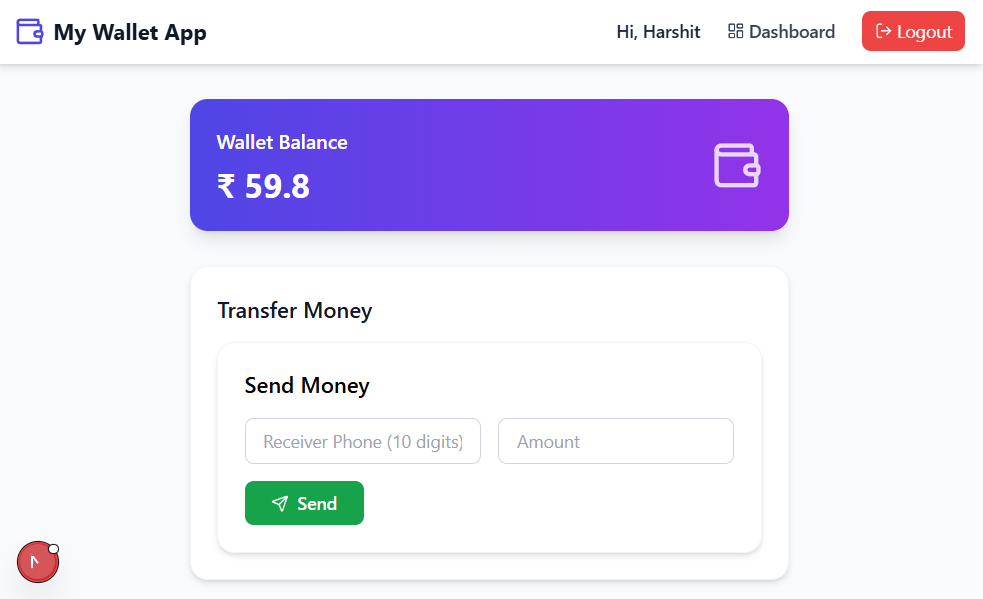 My Wallet App
Hi, Harshit
Dashboard
Logout
Wallet Balance
₹ 59.8
Transfer Money
Send Money
Receiver Phone (10 digits)
Amount
Send
N